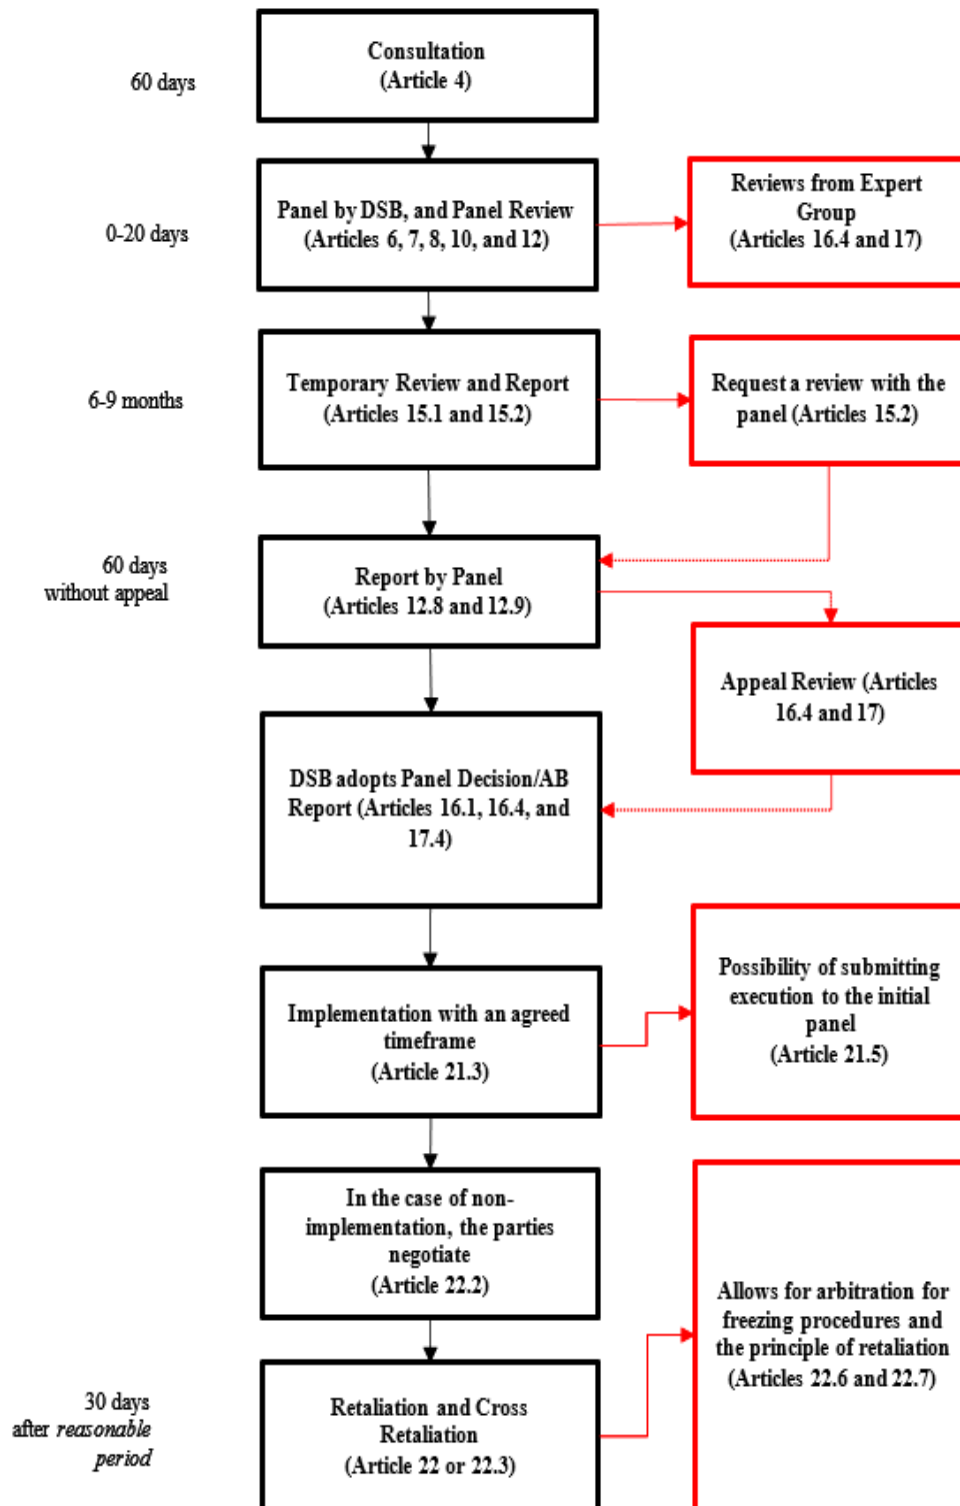 Consultation
(Article 4)
60 days
Panel by DSB, and Panel Review
(Articles 6, 7, 8, 10, and 12)
0-20 days
Reviews from Expert
Group
(Articles 16.4 and 17)
Temporary Review and Report
(Articles 15.1 and 15.2)
6-9 months
Request a review with the
panel (Articles 15.2)
60 days
without appeal
Report by Panel
(Articles 12.8 and 12.9)
Appeal Review (Articles
16.4 and 17)
DSB adopts Panel Decision/AB
Report (Articles 16.1, 16.4, and
17.4)
Implementation with an agreed
timeframe
(Article 21.3)
Possibility of submitting
execution to the initial
panel
(Article 21.5)
In the case of non-
implementation, the parties
negotiate
(Article 22.2)
Allows for arbitration for
freezing procedures and
the principle of retaliation
(Articles 22.6 and 22.7)
30 days
after reasonable
period
Retaliation and Cross
Retaliation
(Article 22 or 22.3)